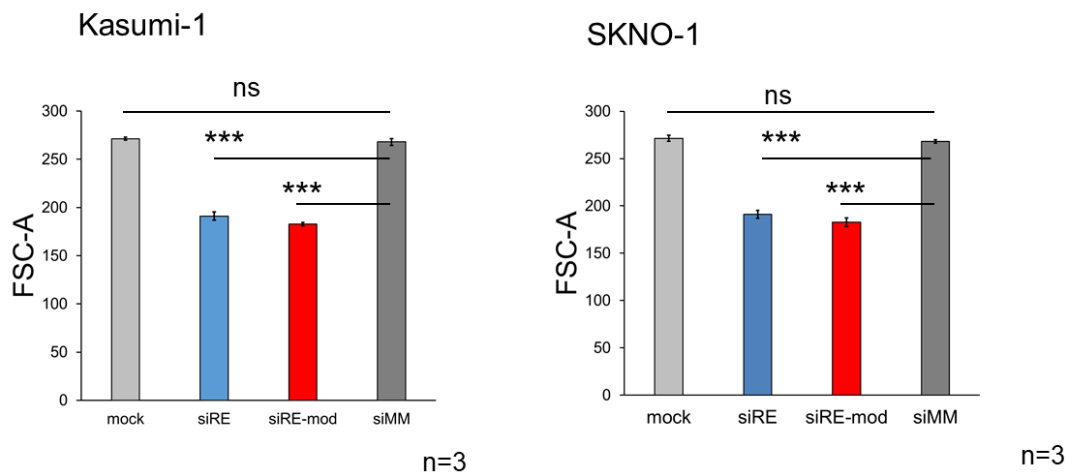 Kasumi-1
ns
***
***
300
250
200
150
100
50
0
FSC-A
mock siRE siRE-mod siMM
n=3
SKNO-1
ns
***
***
300
250
200
150
100
50
0
FSC-A
mock siRE siRE-mod siMM
n=3